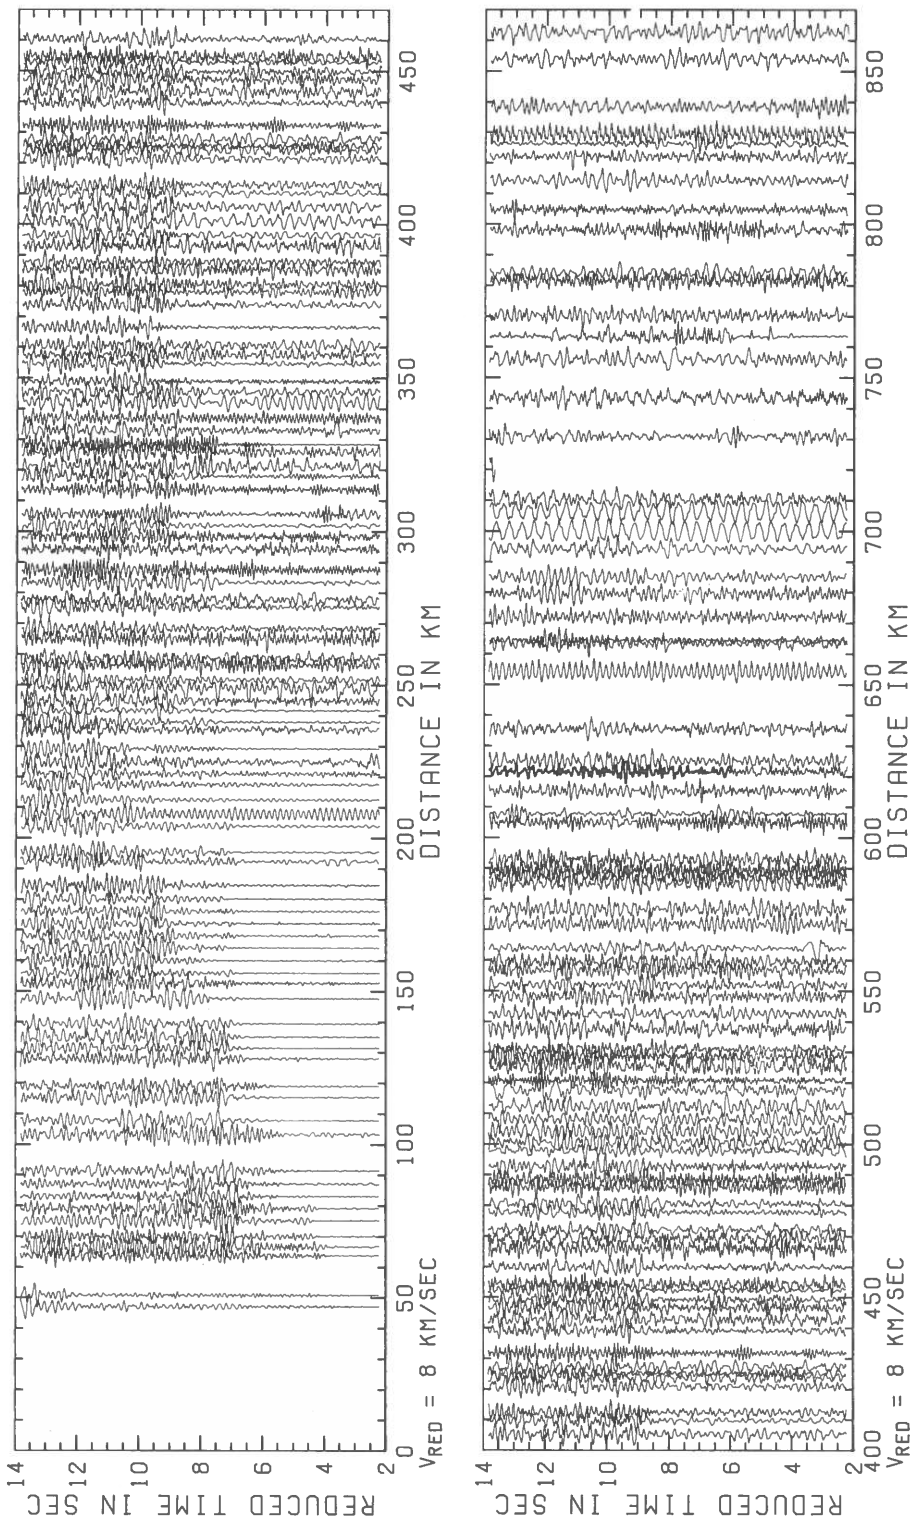 14 12 10 8 6 4 2
REDUCED TIME IN SEC
0 50 100 150 200 250 300 350 400 450
V_RED = 8 KM/SEC
DISTANCE IN KM
14 12 10 8 6 4 2
REDUCED TIME IN SEC
400 450 500 550 600 650 700 750 800 850
V_RED = 8 KM/SEC
DISTANCE IN KM